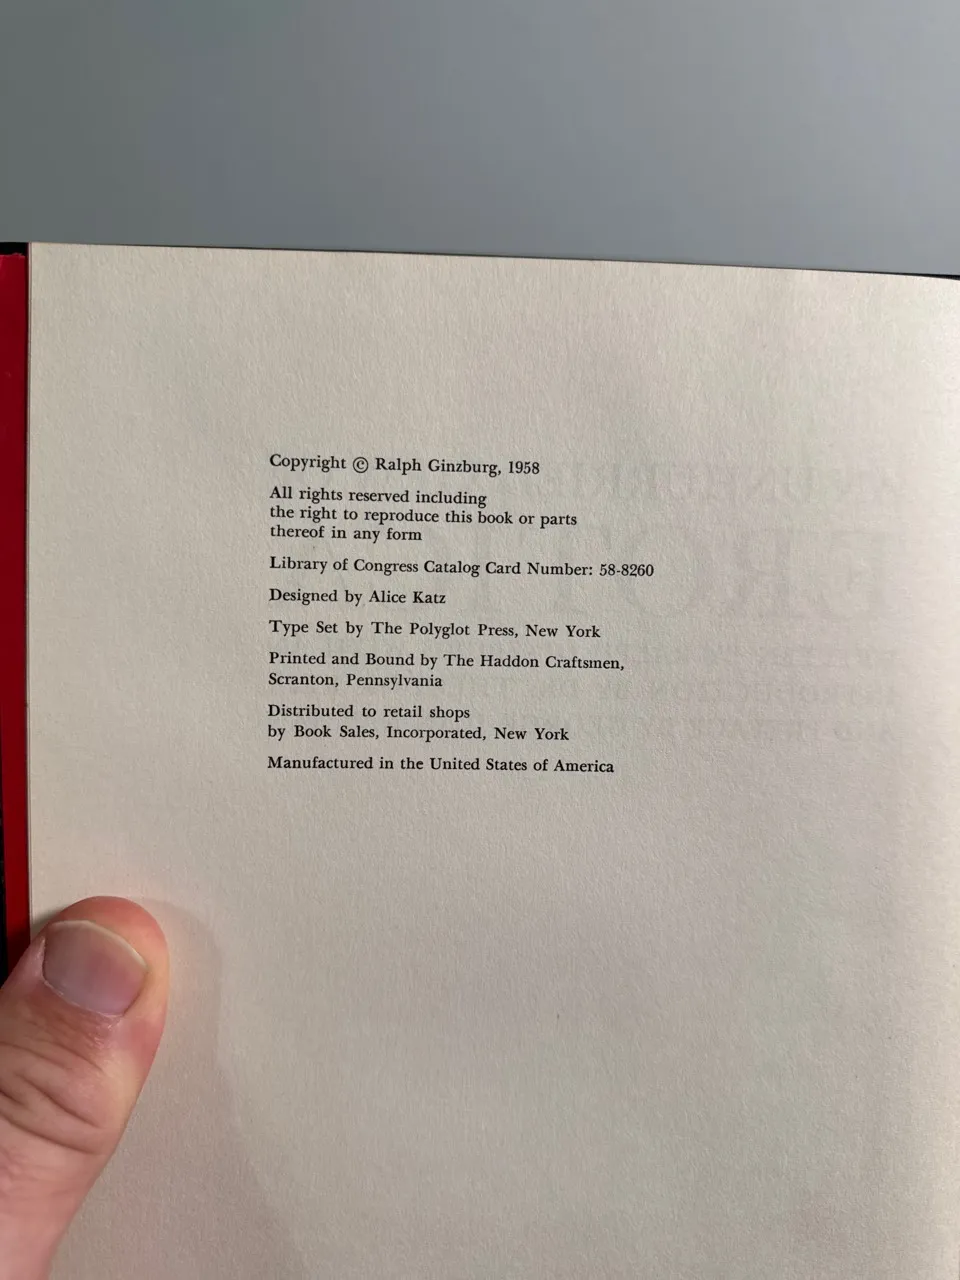 Copyright © Ralph Ginzburg, 1958
All rights reserved including
the right to reproduce this book or parts
thereof in any form
Library of Congress Catalog Card Number: 58-8260
Designed by Alice Katz
Type Set by The Polyglot Press, New York
Printed and Bound by The Haddon Craftsmen,
Scranton, Pennsylvania
Distributed to retail shops
by Book Sales, Incorporated, New York
Manufactured in the United States of America